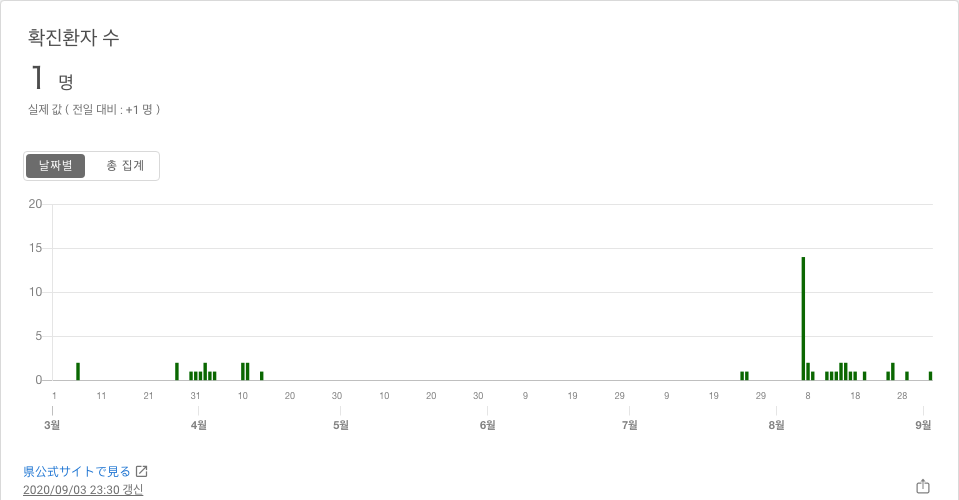 확진환자 수
1 명
실제 값 ( 전일 대비 : +1 명 )
날짜별 총 집계
20
15
10
5
0
1 11 21 31 10 20 30 10 20 30 9 19 29 9 19 29 8 18 28
3월 4월 5월 6월 7월 8월 9월
県公式サイトで見る
2020/09/03 23:30 갱신